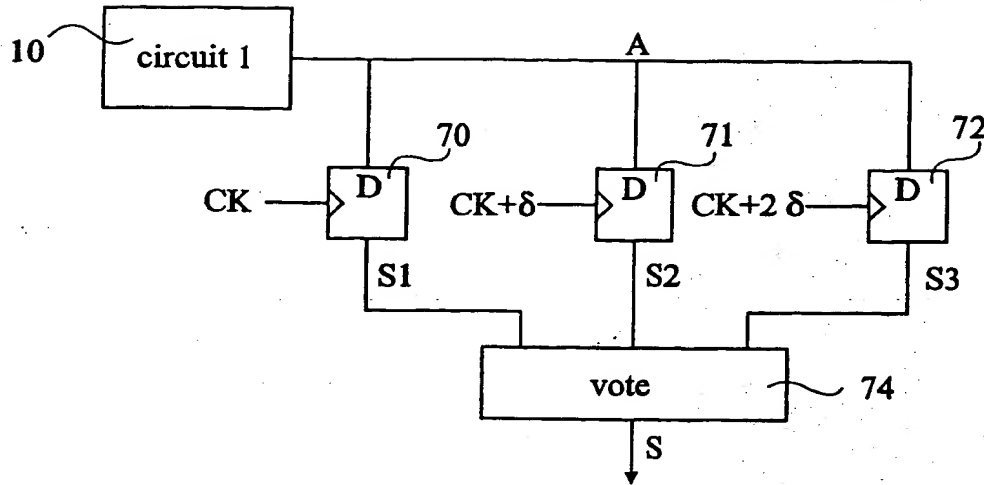 10
circuit 1
A
70
71
72
D
D
D
CK
CK+δ
CK+2 δ
S1
S2
S3
vote
74
S